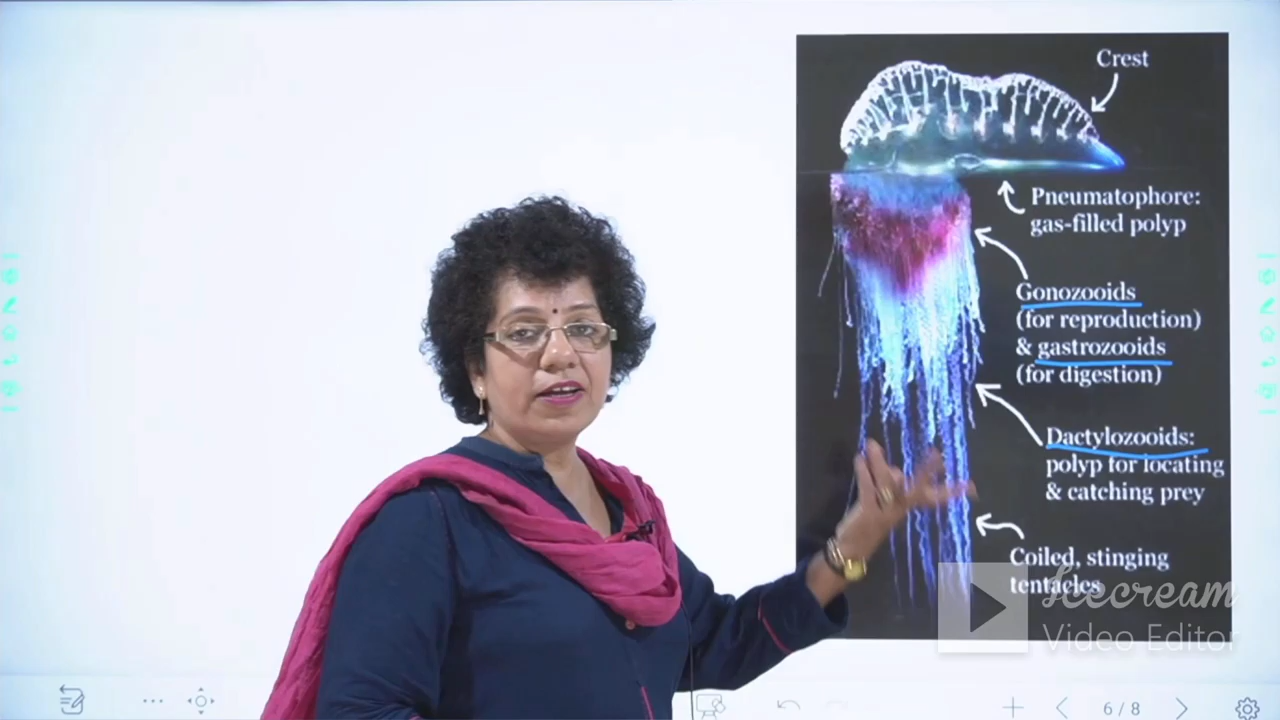 Crest
Pneumatophore:
gas-filled polyp
Gonozooids
(for reproduction)
& gastrozooids
(for digestion)
Dactylozooids:
polyp for locating
& catching prey
Coiled, stinging
tentacles
Icecream
Video Editor
6/8